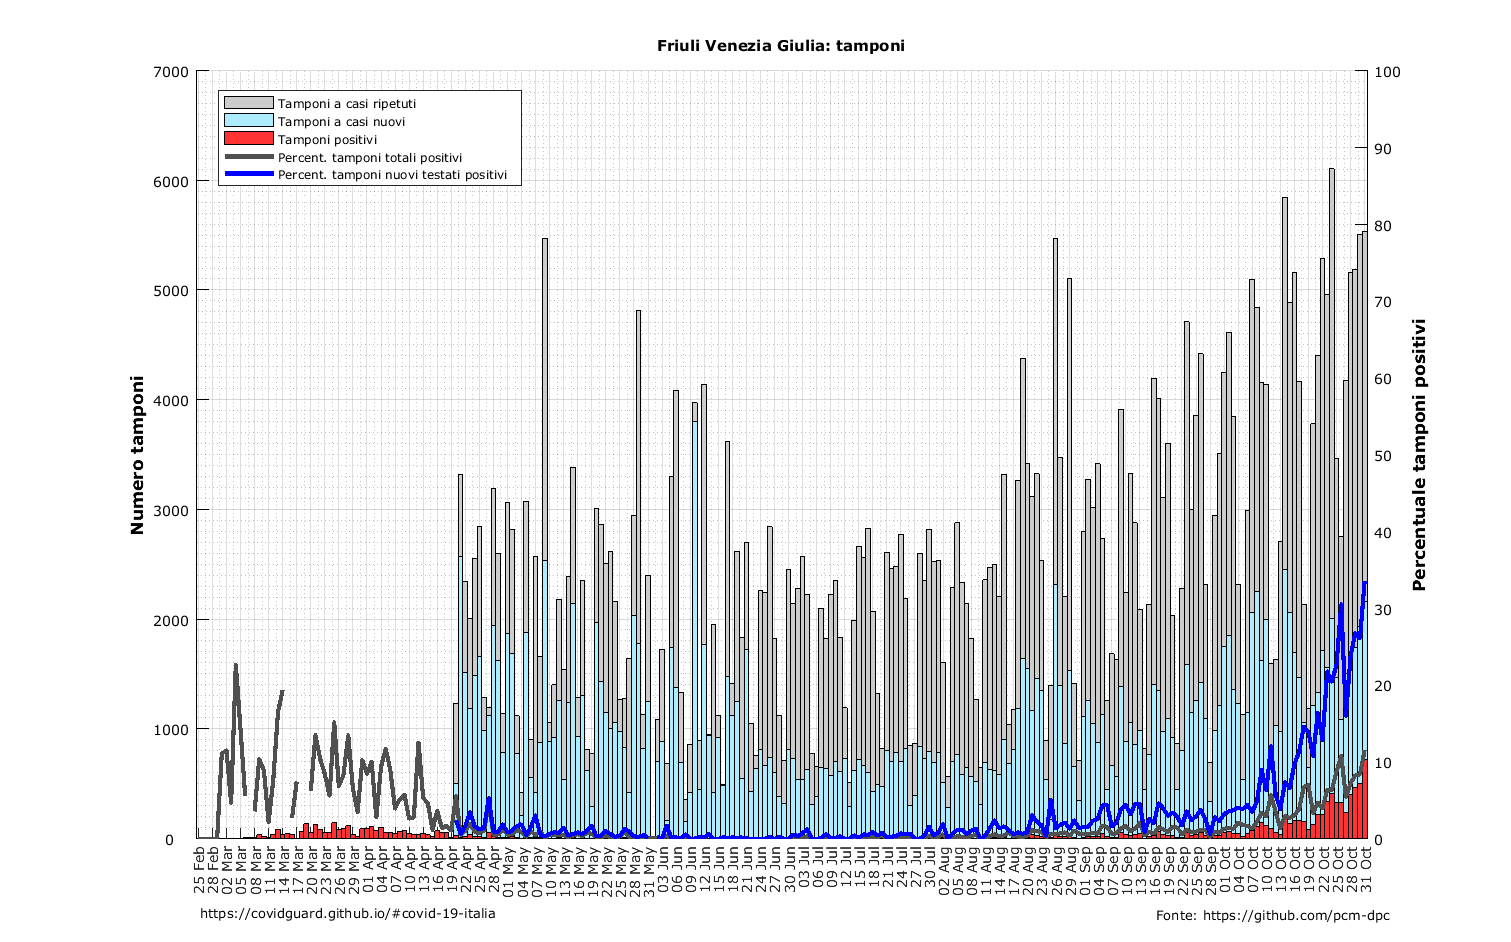 Friuli Venezia Giulia: tamponi
7000
6000
5000
4000
3000
2000
1000
0
100
90
80
70
60
50
40
30
20
10
0
Numero tamponi
Percentuale tamponi positivi
Tamponi a casi ripetuti
Tamponi a casi nuovi
Tamponi positivi
Percent. tamponi totali positivi
Percent. tamponi nuovi testati positivi
25 Feb
28 Feb
02 Mar
05 Mar
08 Mar
11 Mar
14 Mar
17 Mar
20 Mar
23 Mar
26 Mar
29 Mar
01 Apr
04 Apr
07 Apr
10 Apr
13 Apr
16 Apr
19 Apr
22 Apr
25 Apr
28 Apr
01 May
04 May
07 May
10 May
13 May
16 May
19 May
22 May
25 May
28 May
31 May
03 Jun
06 Jun
09 Jun
12 Jun
15 Jun
18 Jun
21 Jun
24 Jun
27 Jun
30 Jun
03 Jul
06 Jul
09 Jul
12 Jul
15 Jul
18 Jul
21 Jul
24 Jul
27 Jul
30 Jul
02 Aug
05 Aug
08 Aug
11 Aug
14 Aug
17 Aug
20 Aug
23 Aug
26 Aug
29 Aug
01 Sep
04 Sep
07 Sep
10 Sep
13 Sep
16 Sep
19 Sep
22 Sep
25 Sep
28 Sep
01 Oct
04 Oct
07 Oct
10 Oct
13 Oct
16 Oct
19 Oct
22 Oct
25 Oct
28 Oct
31 Oct
https://covidguard.github.io/#covid-19-italia
Fonte: https://github.com/pcm-dpc